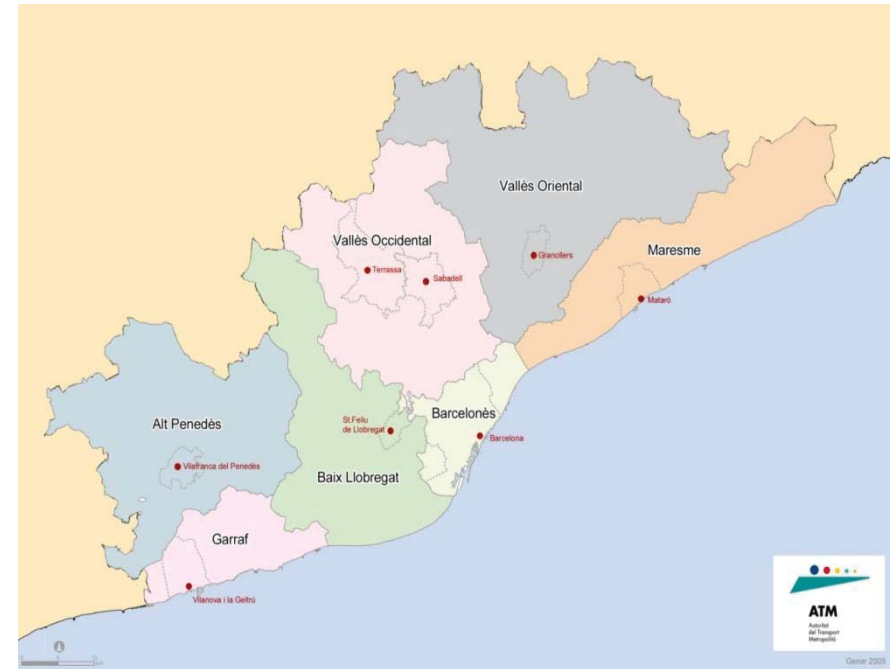 Vallès Oriental
Vallès Occidental
Maresme
Granollers
Terrassa
Sabadell
Mataró
Barcelonès
St.Feliu
de Llobregat
Alt Penedès
Barcelona
Vilafranca del Penedès
Baix Llobregat
Garraf
Vilanova i la Geltrú
ATM
Autoritat
del Transport
Metropolità
Gener 2005